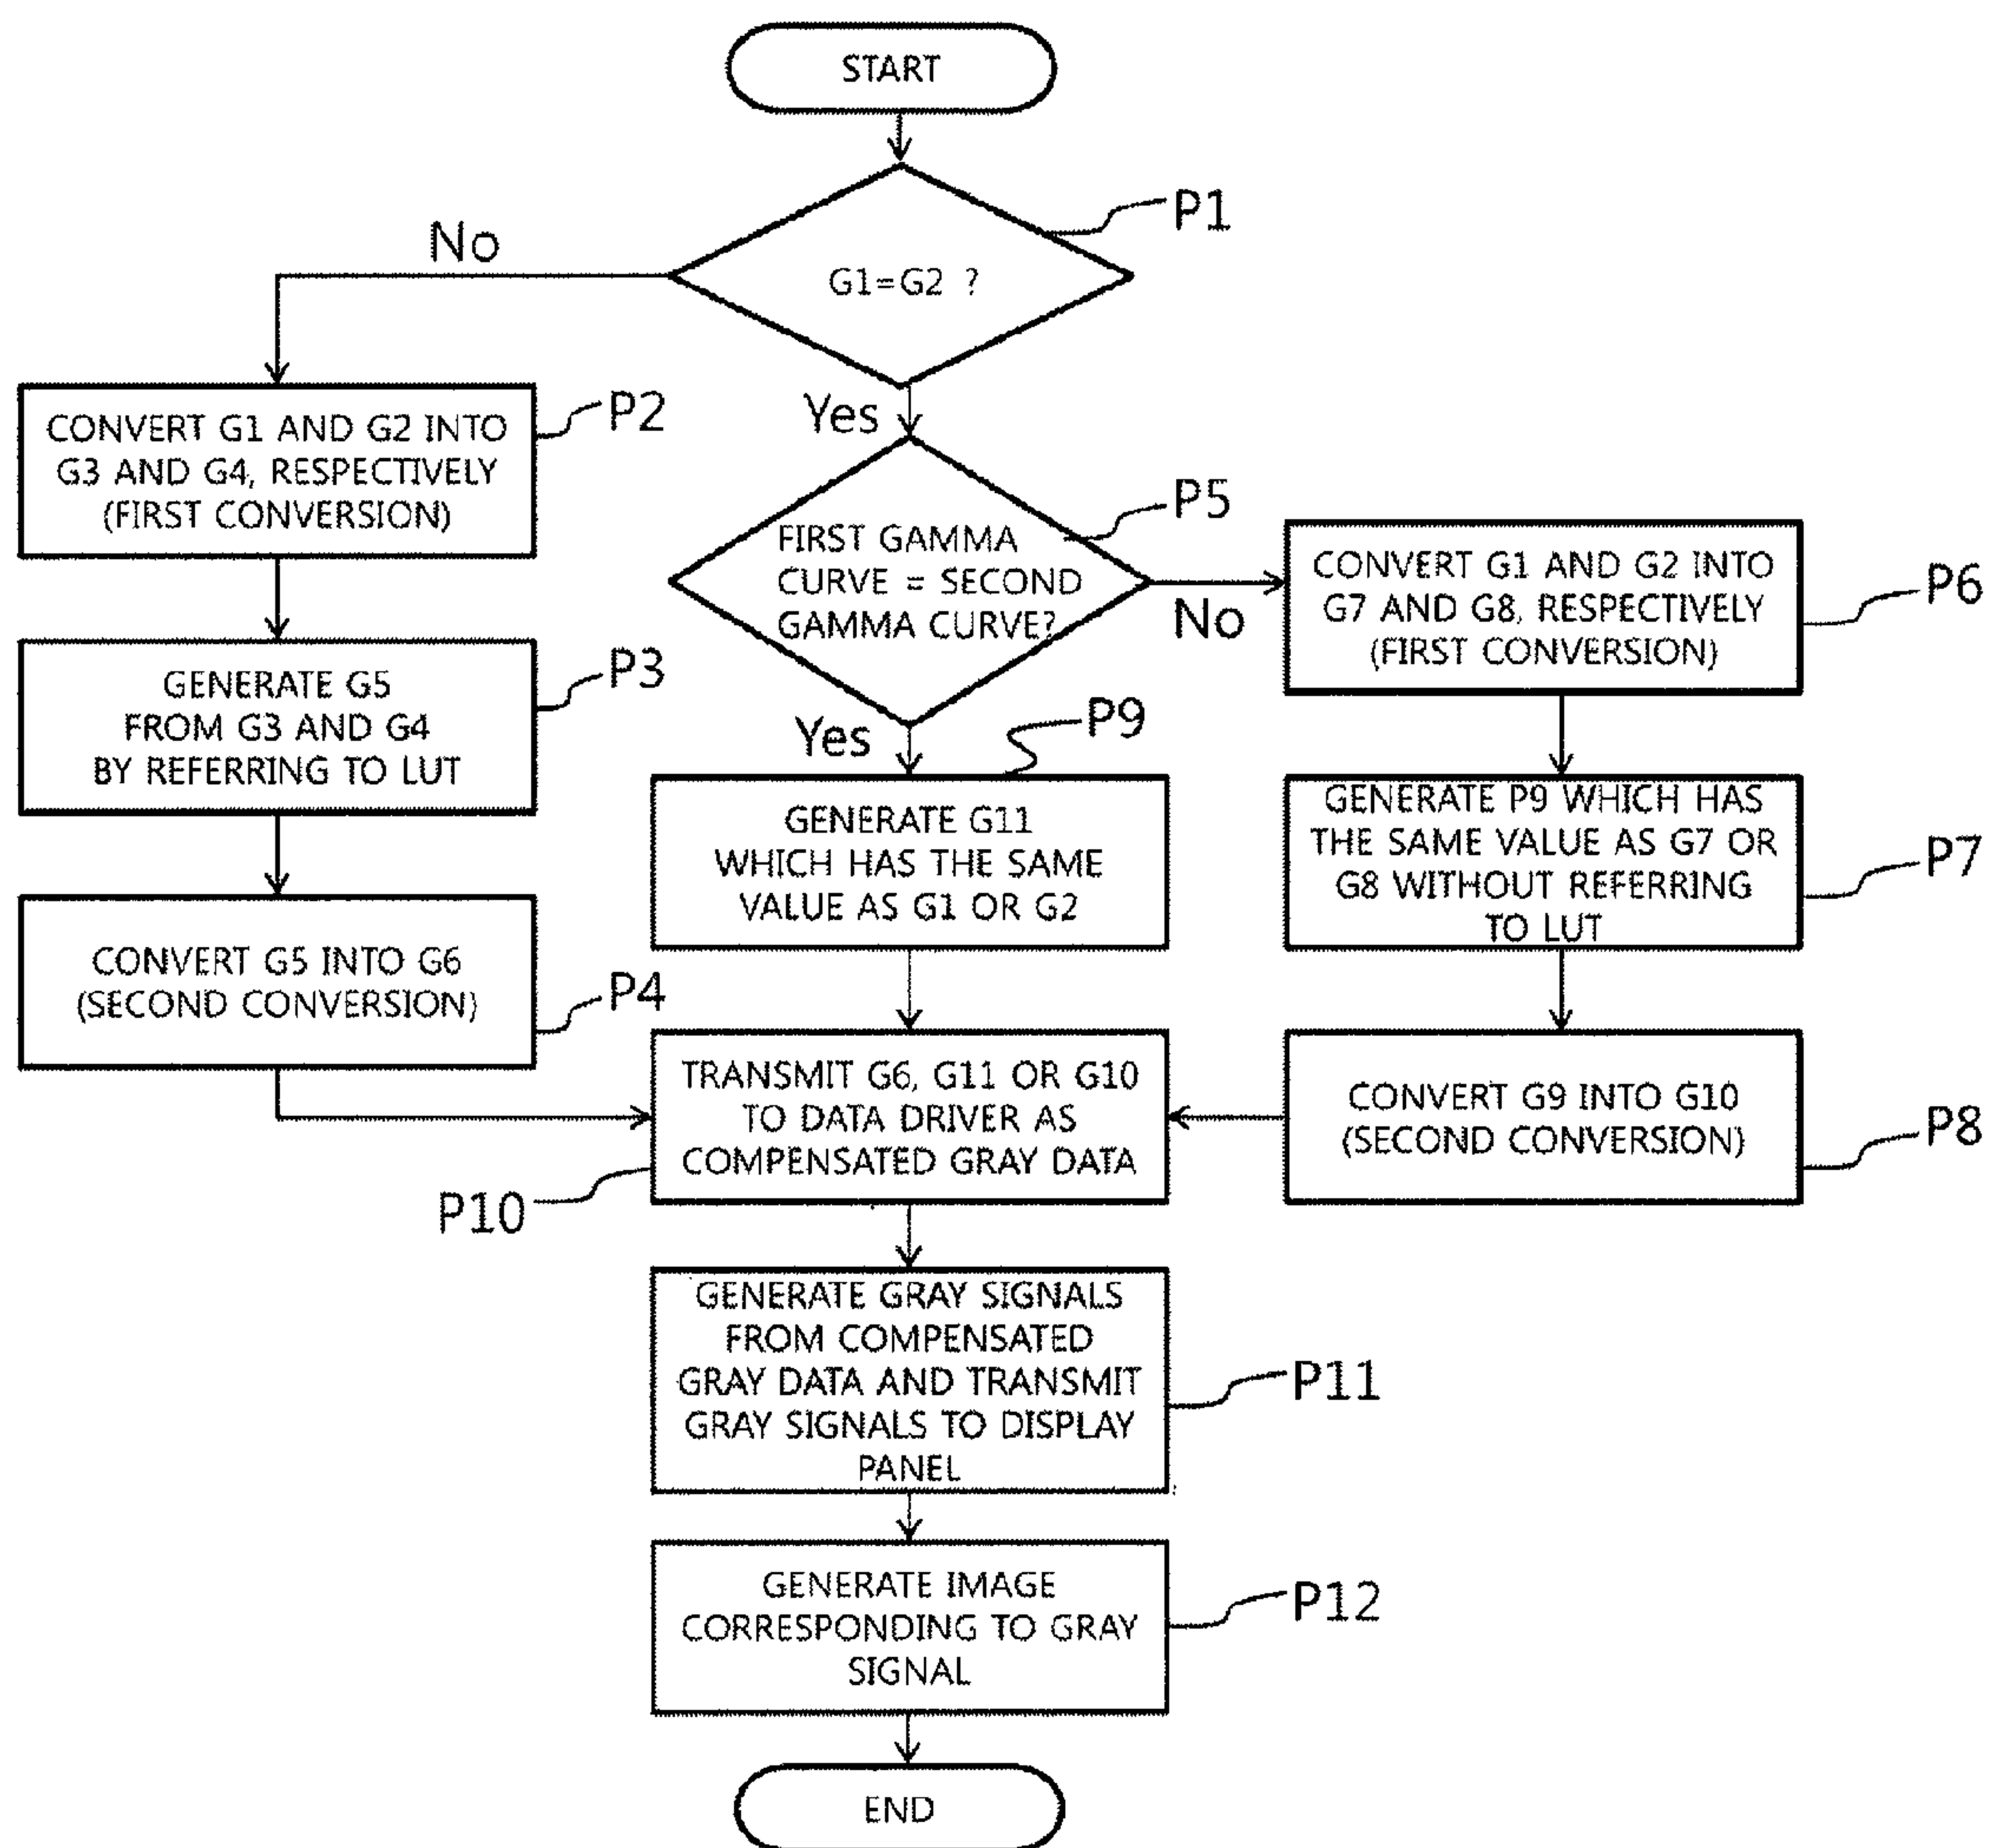 START
P1
G1=G2 ?
No
Yes
CONVERT G1 AND G2 INTO
G3 AND G4, RESPECTIVELY
(FIRST CONVERSION)
P2
FIRST GAMMA
CURVE = SECOND
GAMMA CURVE?
P5
No
Yes
CONVERT G1 AND G2 INTO
G7 AND G8, RESPECTIVELY
(FIRST CONVERSION)
P6
GENERATE G5
FROM G3 AND G4
BY REFERRING TO LUT
P3
GENERATE G11
WHICH HAS THE SAME
VALUE AS G1 OR G2
P9
GENERATE P9 WHICH HAS
THE SAME VALUE AS G7 OR
G8 WITHOUT REFERRING
TO LUT
P7
CONVERT G5 INTO G6
(SECOND CONVERSION)
P4
TRANSMIT G6, G11 OR G10
TO DATA DRIVER AS
COMPENSATED GRAY DATA
P10
CONVERT G9 INTO G10
(SECOND CONVERSION)
P8
GENERATE GRAY SIGNALS
FROM COMPENSATED
GRAY DATA AND TRANSMIT
GRAY SIGNALS TO DISPLAY
PANEL
P11
GENERATE IMAGE
CORRESPONDING TO GRAY
SIGNAL
P12
END